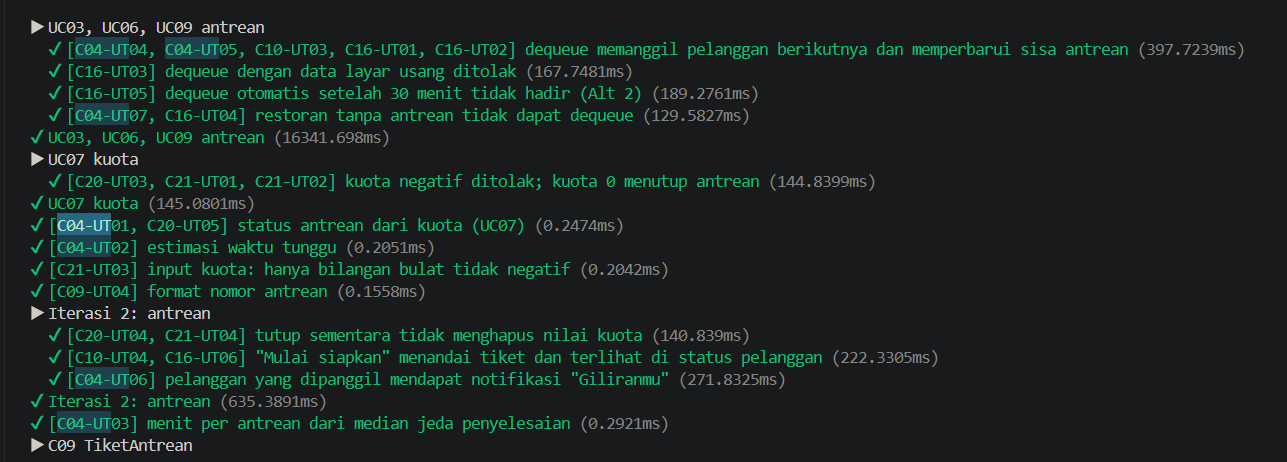 ▶ UC03, UC06, UC09 antrean
✔ [C04-UT04, C04-UT05, C10-UT03, C16-UT01, C16-UT02] dequeue memanggil pelanggan berikutnya dan memperbarui sisa antrean (397.7239ms)
✔ [C16-UT03] dequeue dengan data layar usang ditolak (167.7481ms)
✔ [C16-UT05] dequeue otomatis setelah 30 menit tidak hadir (Alt 2) (189.2761ms)
✔ [C04-UT07, C16-UT04] restoran tanpa antrean tidak dapat dequeue (129.5827ms)
✔ UC03, UC06, UC09 antrean (16341.698ms)
▶ UC07 kuota
✔ [C20-UT03, C21-UT01, C21-UT02] kuota negatif ditolak; kuota 0 menutup antrean (144.8399ms)
✔ UC07 kuota (145.0801ms)
✔ [C04-UT01, C20-UT05] status antrean dari kuota (UC07) (0.2474ms)
✔ [C04-UT02] estimasi waktu tunggu (0.2051ms)
✔ [C21-UT03] input kuota: hanya bilangan bulat tidak negatif (0.2042ms)
✔ [C09-UT04] format nomor antrean (0.1558ms)
▶ Iterasi 2: antrean
✔ [C20-UT04, C21-UT04] tutup sementara tidak menghapus nilai kuota (140.839ms)
✔ [C10-UT04, C16-UT06] "Mulai siapkan" menandai tiket dan terlihat di status pelanggan (222.3305ms)
✔ [C04-UT06] pelanggan yang dipanggil mendapat notifikasi "Giliranmu" (271.8325ms)
✔ Iterasi 2: antrean (635.3891ms)
✔ [C04-UT03] menit per antrean dari median jeda penyelesaian (0.2921ms)
▶ C09 TiketAntrean